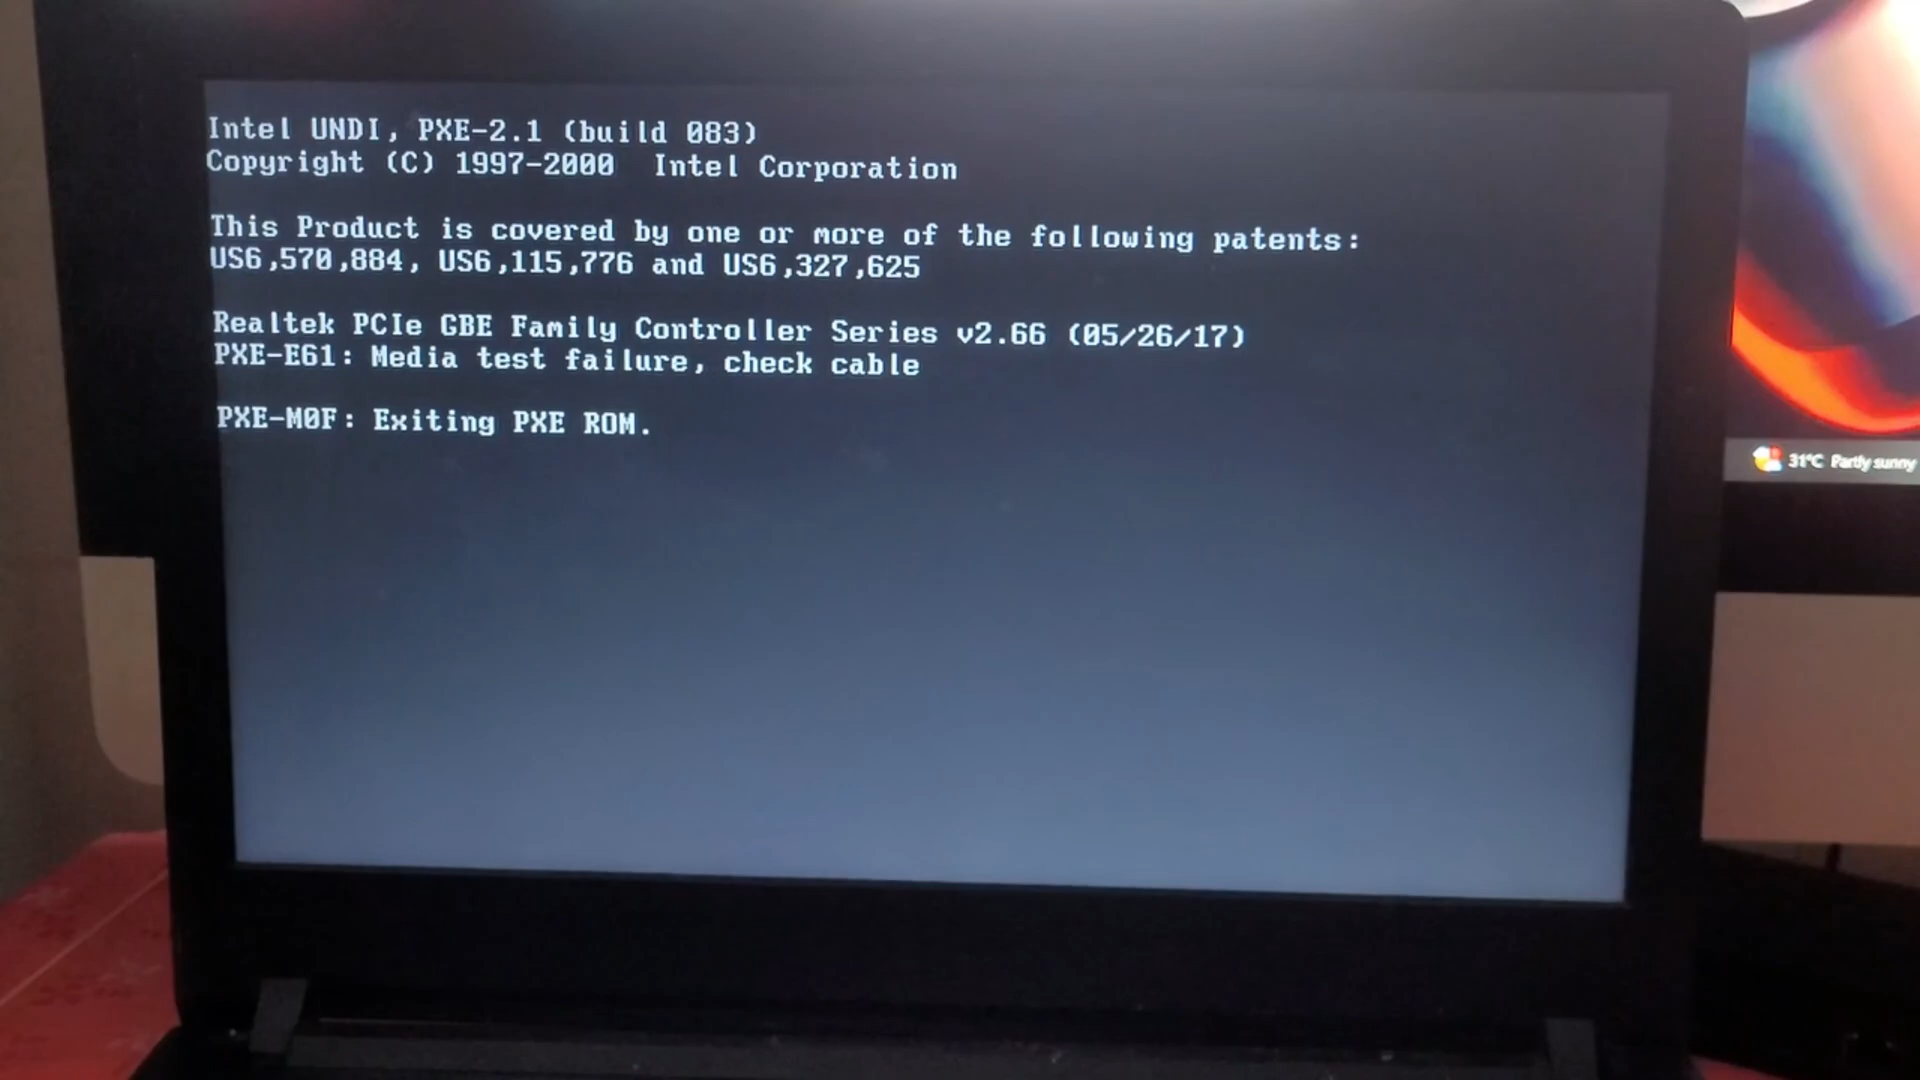 Intel UNDI, PXE-2.1 (build 083)
Copyright (C) 1997-2000  Intel Corporation
This Product is covered by one or more of the following patents:
US6,570,884, US6,115,776 and US6,327,625
Realtek PCIe GBE Family Controller Series v2.66 (05/26/17)
PXE-E61: Media test failure, check cable
PXE-M0F: Exiting PXE ROM.
31°C Partly sunny